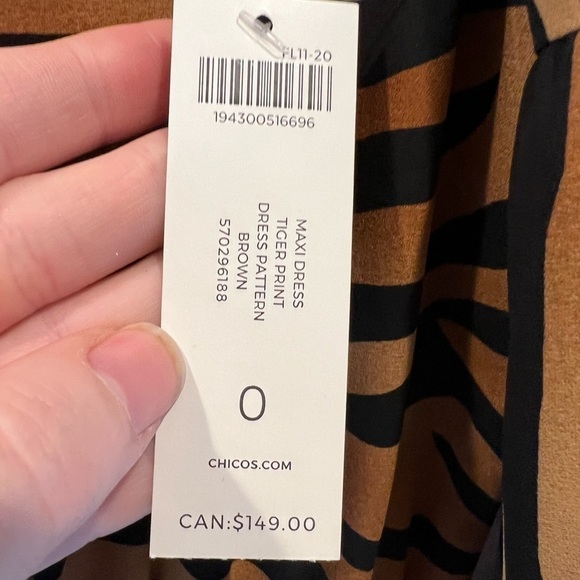 FL11-20
194300516696
MAXI DRESS
TIGER PRINT
DRESS PATTERN
BROWN
570296188
0
CHICOS.COM
CAN:$149.00